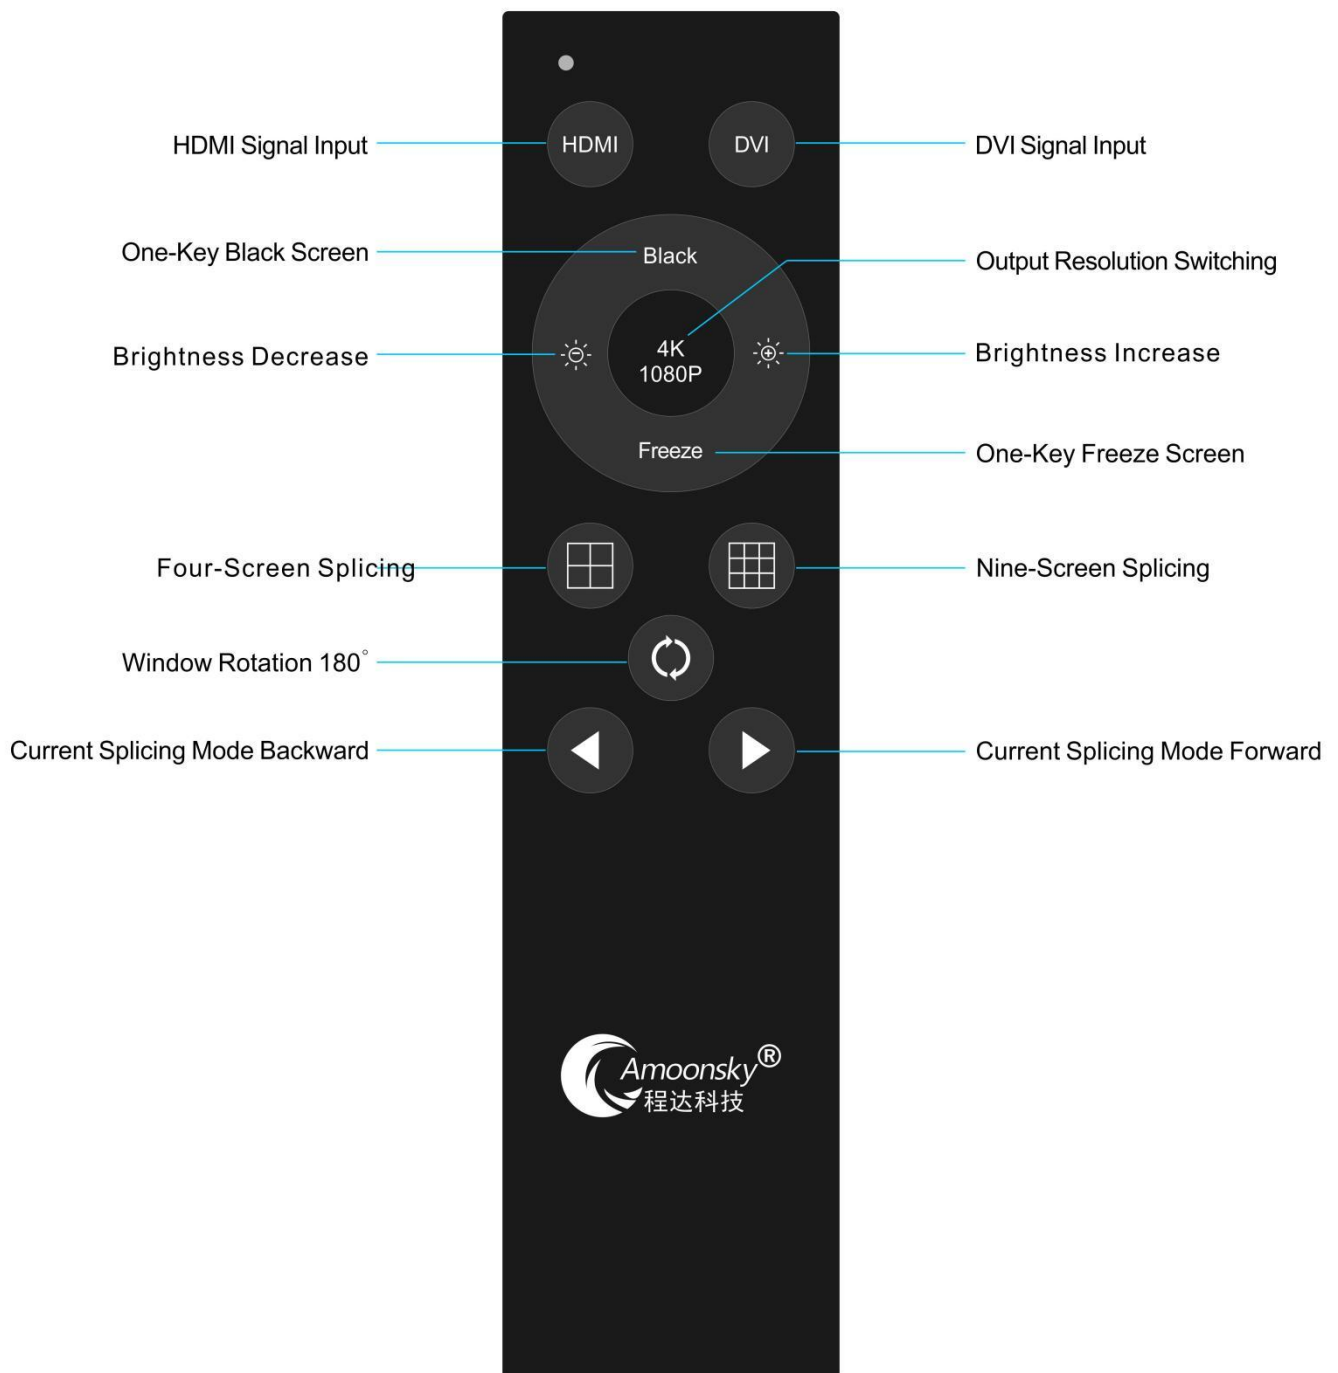 HDMI Signal Input
HDMI
DVI
DVI Signal Input
One-Key Black Screen
Black
Output Resolution Switching
Brightness Decrease
4K
1080P
Brightness Increase
Freeze
One-Key Freeze Screen
Four-Screen Splicing
Nine-Screen Splicing
Window Rotation 180°
Current Splicing Mode Backward
Current Splicing Mode Forward
Amoonsky®
程达科技